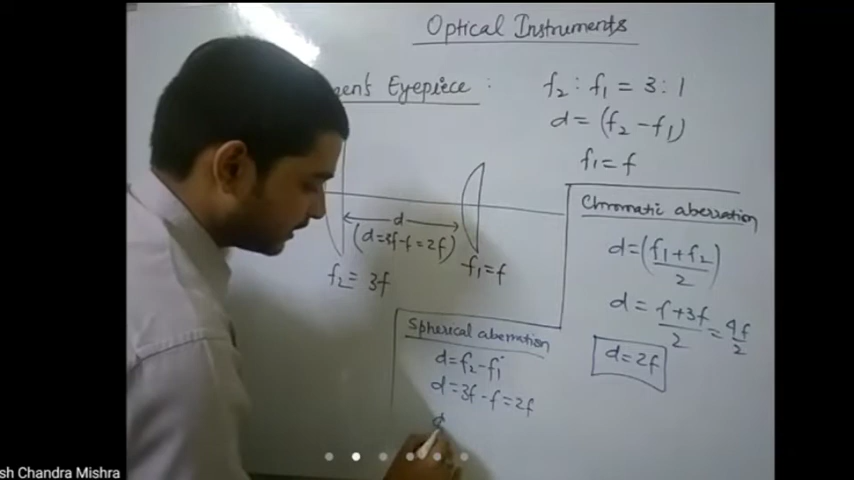 Optical Instruments
Eyepiece :
f₂ : f₁ = 3 : 1
d = (f₂ - f₁)
f₁ = f
d
(d=3f-f=2f)
f₂ = 3f
f₁ = f
Chromatic aberration
d = (f₁ + f₂)
2
d = f+3f = 4f
2 2
d = 2f
Spherical aberration
d = f₂ - f₁
d = 3f - f = 2f
d
sh Chandra Mishra